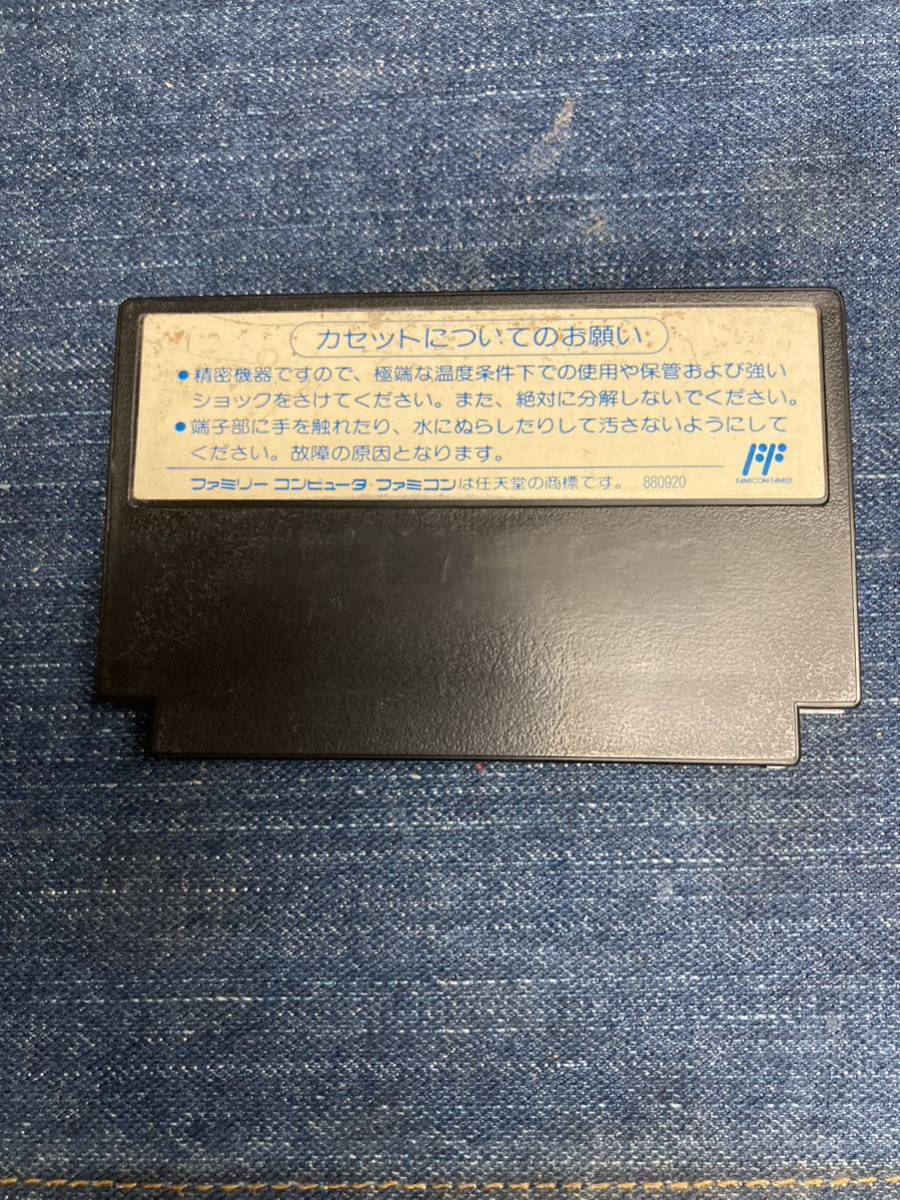 カセットについてのお願い
●精密機器ですので、極端な温度条件下での使用や保管および強い
ショックをさけてください。また、絶対に分解しないでください。
●端子部に手を触れたり、水にぬらしたりして汚さないようにして
ください。故障の原因となります。
FAMICOM FAMILY
ファミリー コンピュータ・ファミコンは任天堂の商標です。 880920